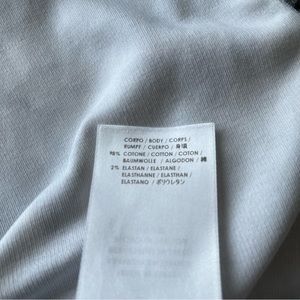 CORPO / BODY / CORPS /
RUMPF / CUERPO / 身頃
98% COTONE / COTTON / COTON /
BAUMWOLLE / ALGODON / 綿
2% ELASTAN / ELASTANE /
ELASTHANNE / ELASTHAN /
ELASTANO / ポリウレタン